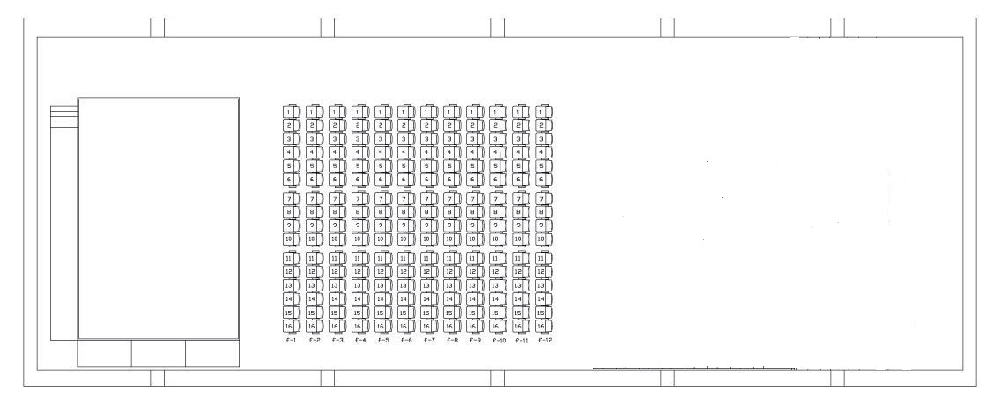 1 1 1 1 1 1 1 1 1 1 1 1
2 2 2 2 2 2 2 2 2 2 2 2
3 3 3 3 3 3 3 3 3 3 3 3
4 4 4 4 4 4 4 4 4 4 4 4
5 5 5 5 5 5 5 5 5 5 5 5
6 6 6 6 6 6 6 6 6 6 6 6
7 7 7 7 7 7 7 7 7 7 7 7
8 8 8 8 8 8 8 8 8 8 8 8
9 9 9 9 9 9 9 9 9 9 9 9
10 10 10 10 10 10 10 10 10 10 10 10
11 11 11 11 11 11 11 11 11 11 11 11
12 12 12 12 12 12 12 12 12 12 12 12
13 13 13 13 13 13 13 13 13 13 13 13
14 14 14 14 14 14 14 14 14 14 14 14
15 15 15 15 15 15 15 15 15 15 15 15
16 16 16 16 16 16 16 16 16 16 16 16
f-1 f-2 f-3 f-4 f-5 f-6 f-7 f-8 f-9 f-10 f-11 f-12